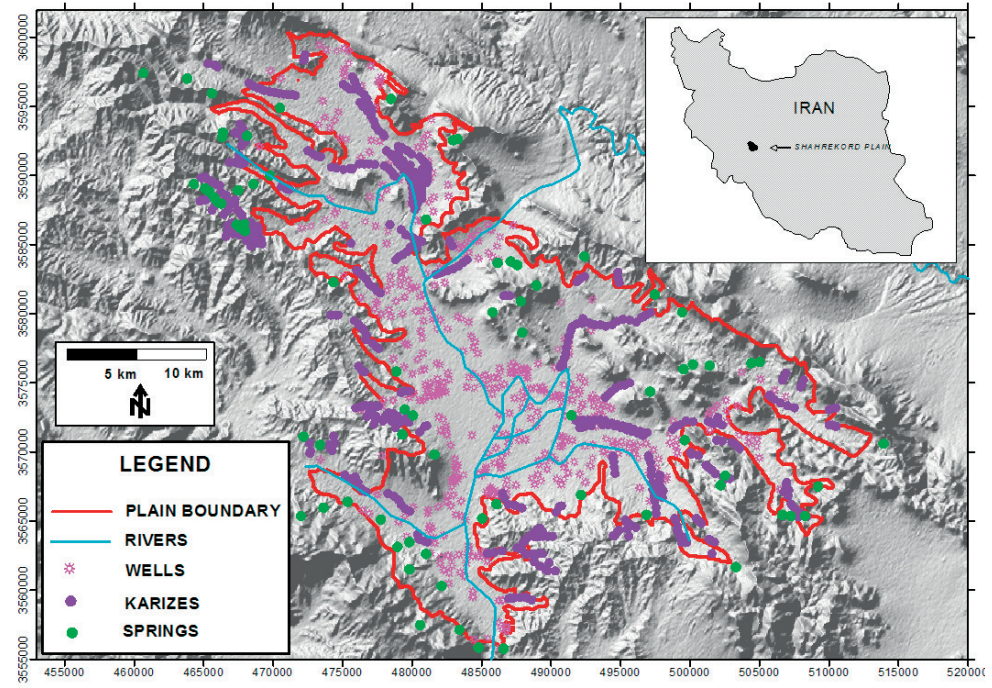 3600000
3595000
3590000
3585000
3580000
3575000
3570000
3565000
3560000
3555000
IRAN
SHAHREKORD PLAIN
5 km 10 km
N
LEGEND
PLAIN BOUNDARY
RIVERS
WELLS
KARIZES
SPRINGS
455000 460000 465000 470000 475000 480000 485000 490000 495000 500000 505000 510000 515000 520000